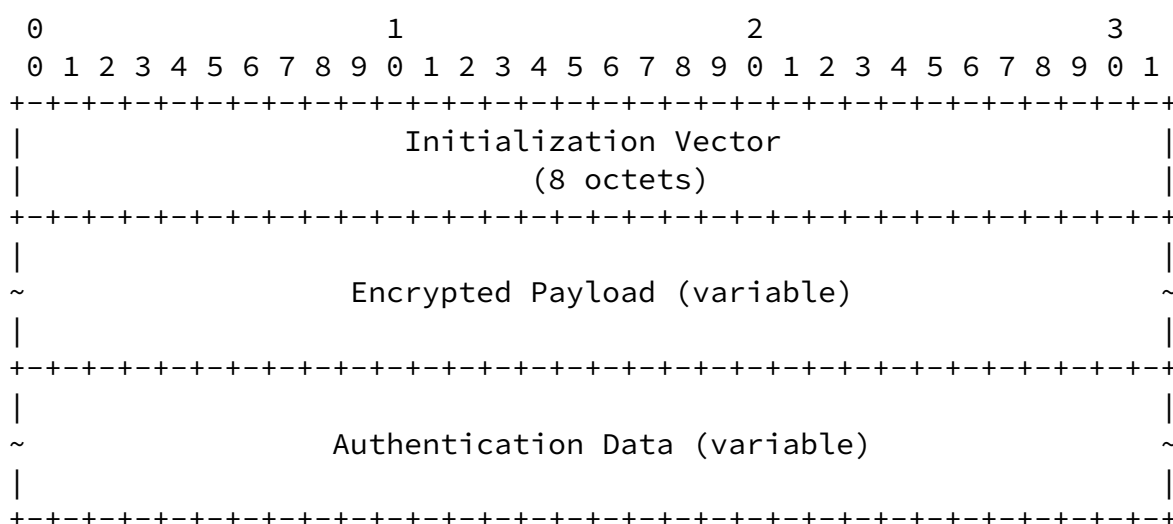 0                   1                   2                   3
 0 1 2 3 4 5 6 7 8 9 0 1 2 3 4 5 6 7 8 9 0 1 2 3 4 5 6 7 8 9 0 1
+-+-+-+-+-+-+-+-+-+-+-+-+-+-+-+-+-+-+-+-+-+-+-+-+-+-+-+-+-+-+-+-+
|                     Initialization Vector                     |
|                            (8 octets)                         |
+-+-+-+-+-+-+-+-+-+-+-+-+-+-+-+-+-+-+-+-+-+-+-+-+-+-+-+-+-+-+-+-+
|                                                               |
~                  Encrypted Payload (variable)                 ~
|                                                               |
+-+-+-+-+-+-+-+-+-+-+-+-+-+-+-+-+-+-+-+-+-+-+-+-+-+-+-+-+-+-+-+-+
|                                                               |
~                 Authentication Data (variable)                ~
|                                                               |
+-+-+-+-+-+-+-+-+-+-+-+-+-+-+-+-+-+-+-+-+-+-+-+-+-+-+-+-+-+-+-+-+